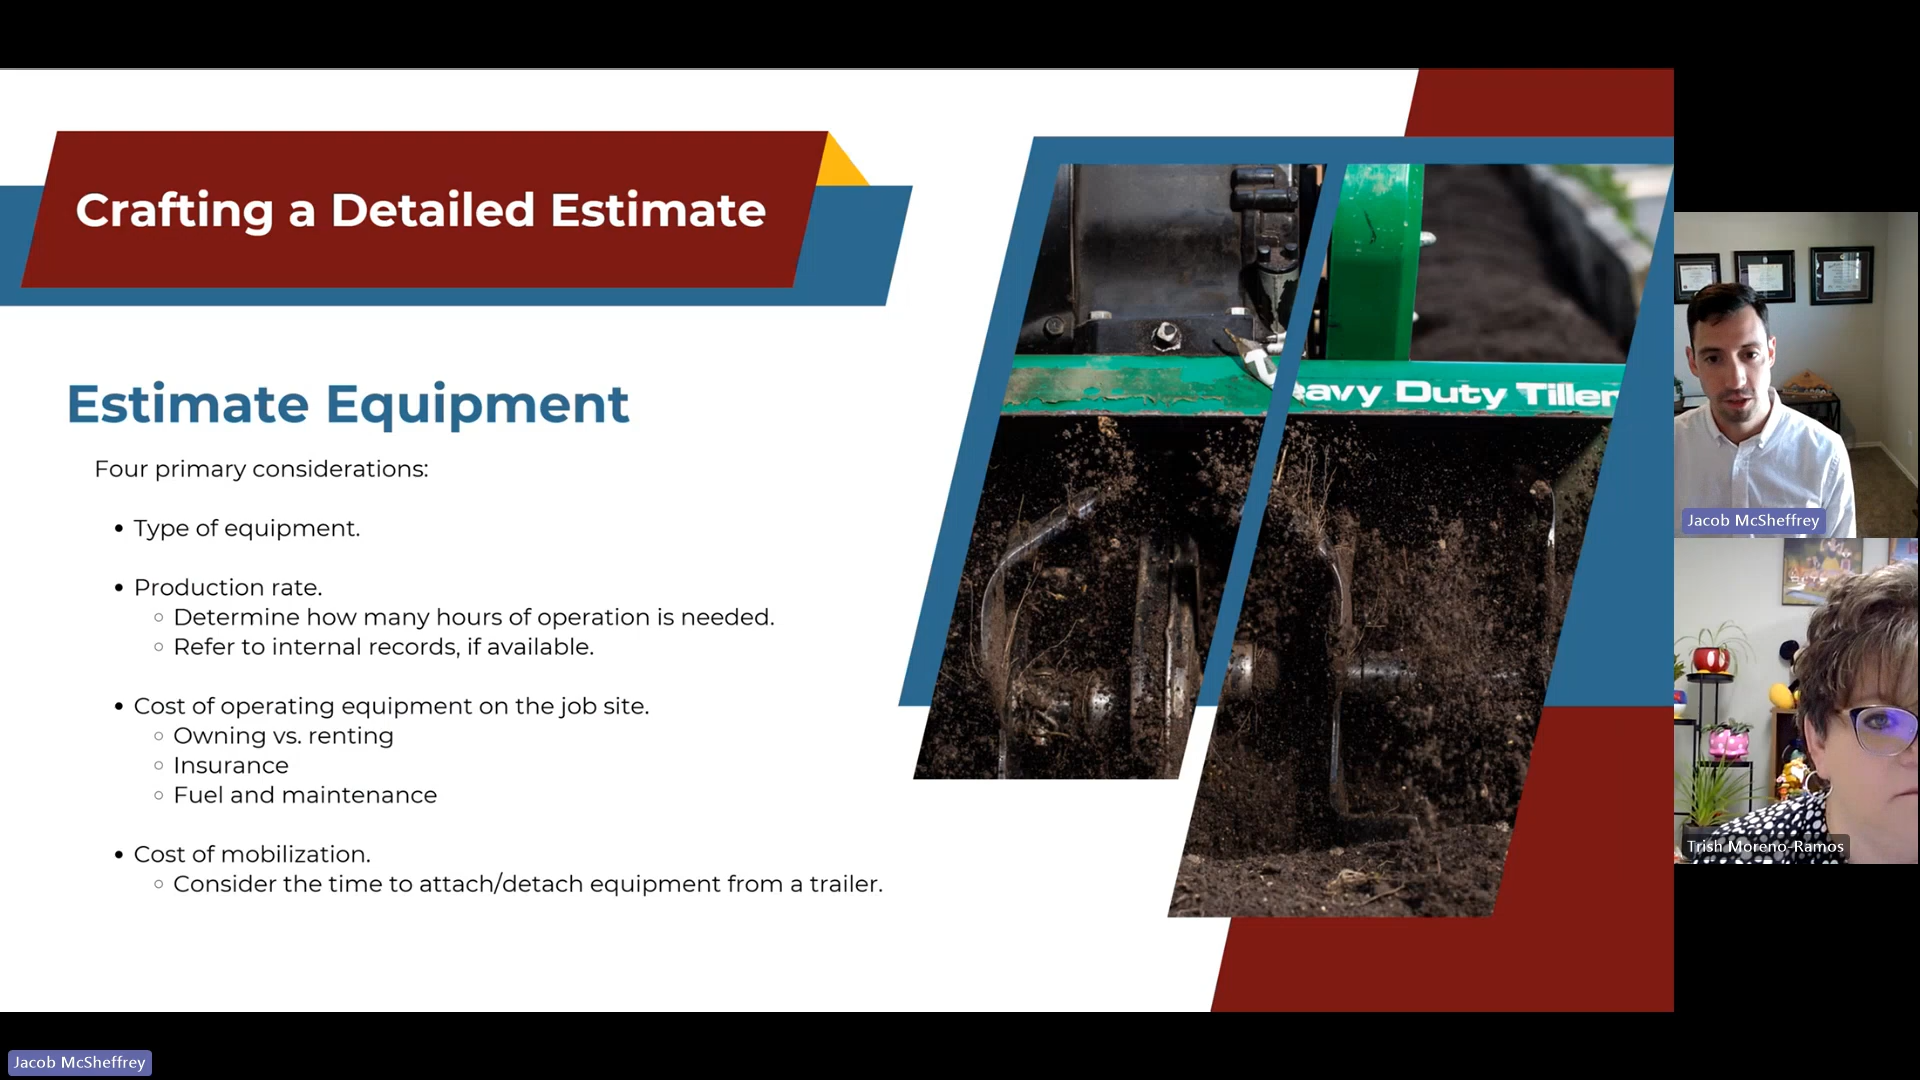 Crafting a Detailed Estimate
Estimate Equipment
Four primary considerations:
• Type of equipment.
• Production rate.
○ Determine how many hours of operation is needed.
○ Refer to internal records, if available.
• Cost of operating equipment on the job site.
○ Owning vs. renting
○ Insurance
○ Fuel and maintenance
• Cost of mobilization.
○ Consider the time to attach/detach equipment from a trailer.
eavy Duty Tiller
Jacob McSheffrey
Trish Moreno-Ramos
Jacob McSheffrey